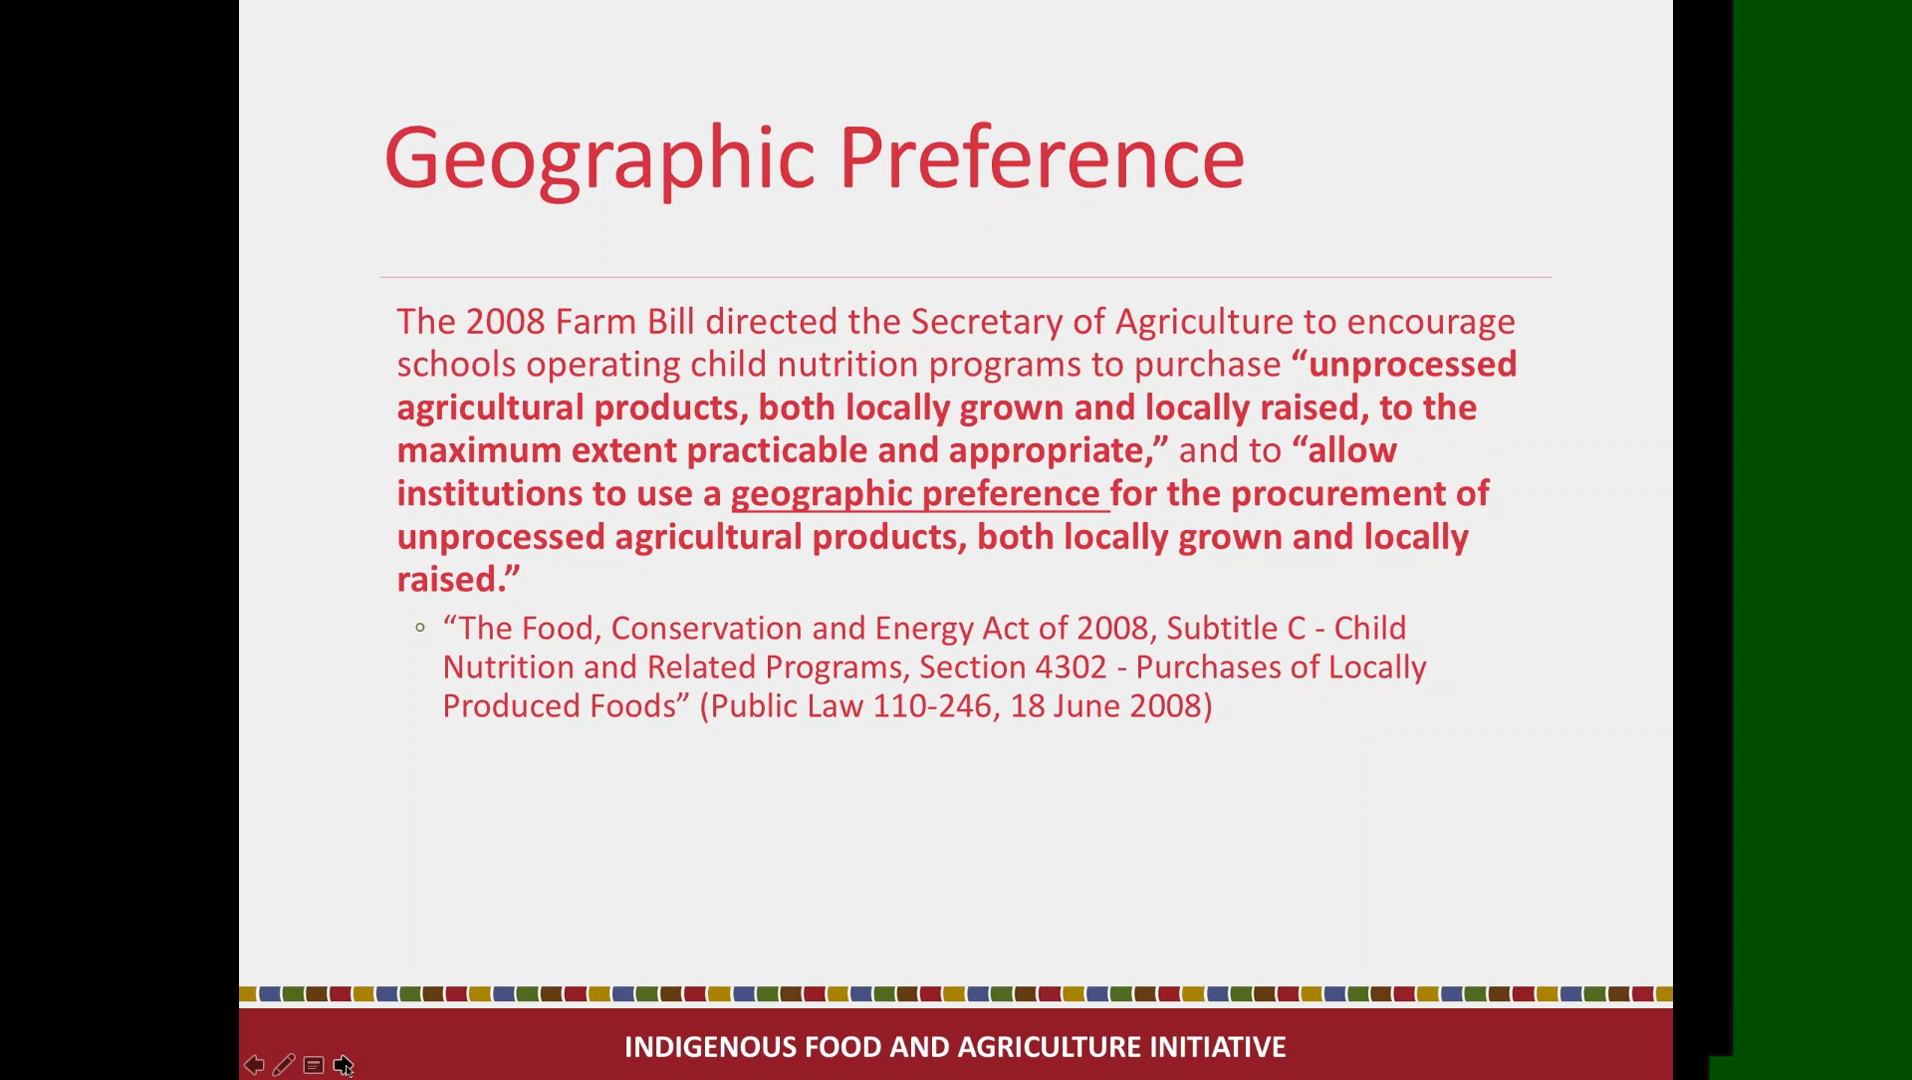 Geographic Preference
The 2008 Farm Bill directed the Secretary of Agriculture to encourage
schools operating child nutrition programs to purchase “unprocessed
agricultural products, both locally grown and locally raised, to the
maximum extent practicable and appropriate,” and to “allow
institutions to use a geographic preference for the procurement of
unprocessed agricultural products, both locally grown and locally
raised.”
“The Food, Conservation and Energy Act of 2008, Subtitle C - Child
Nutrition and Related Programs, Section 4302 - Purchases of Locally
Produced Foods” (Public Law 110-246, 18 June 2008)
INDIGENOUS FOOD AND AGRICULTURE INITIATIVE